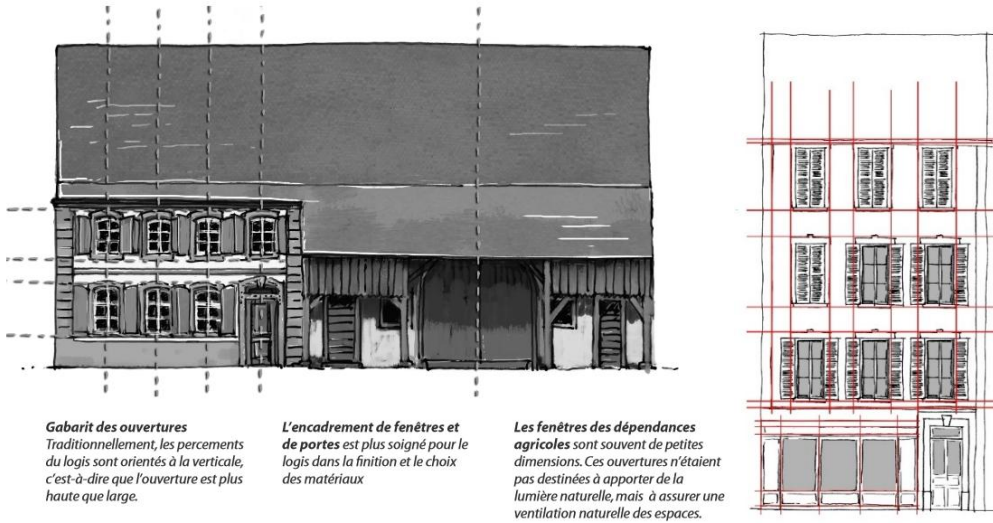 Gabarit des ouvertures
Traditionnellement, les percements
du logis sont orientés à la verticale,
c'est-à-dire que l'ouverture est plus
haute que large.
L'encadrement de fenêtres et
de portes est plus soigné pour le
logis dans la finition et le choix
des matériaux
Les fenêtres des dépendances
agricoles sont souvent de petites
dimensions. Ces ouvertures n'étaient
pas destinées à apporter de la
lumière naturelle, mais à assurer une
ventilation naturelle des espaces.